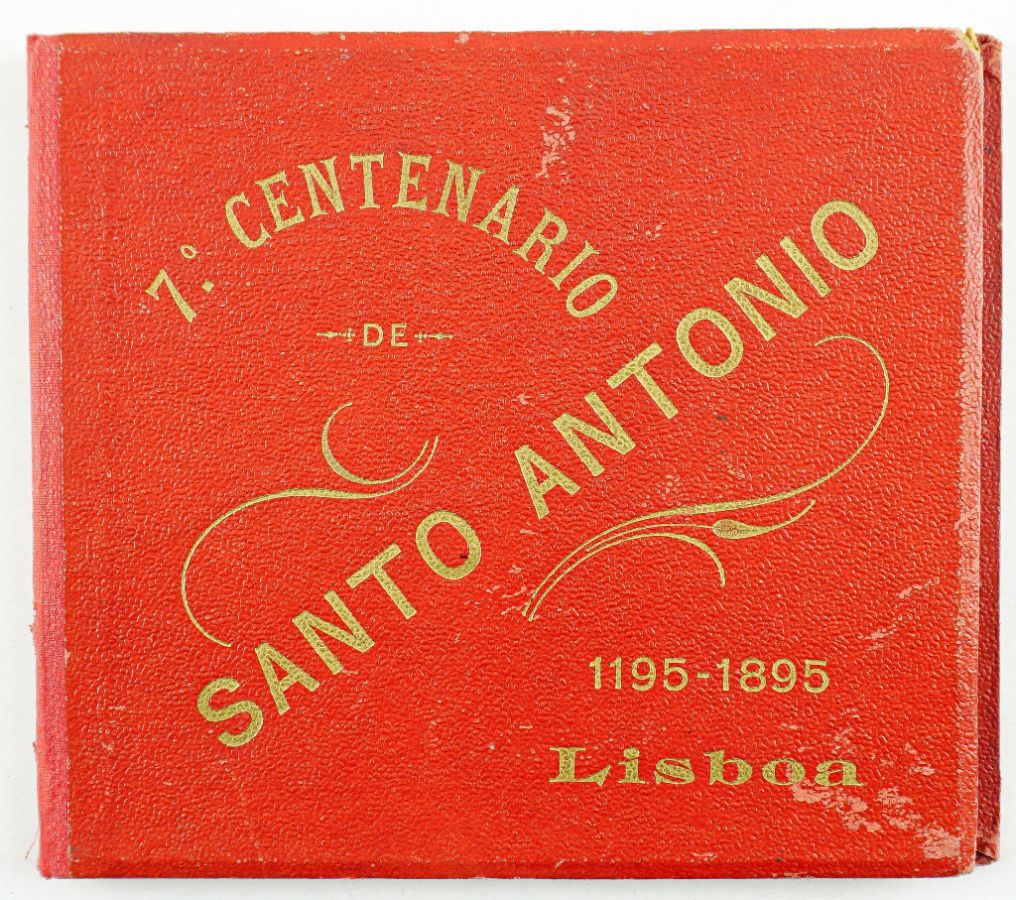 7.º CENTENARIO
DE
SANTO ANTONIO
1195-1895
Lisboa